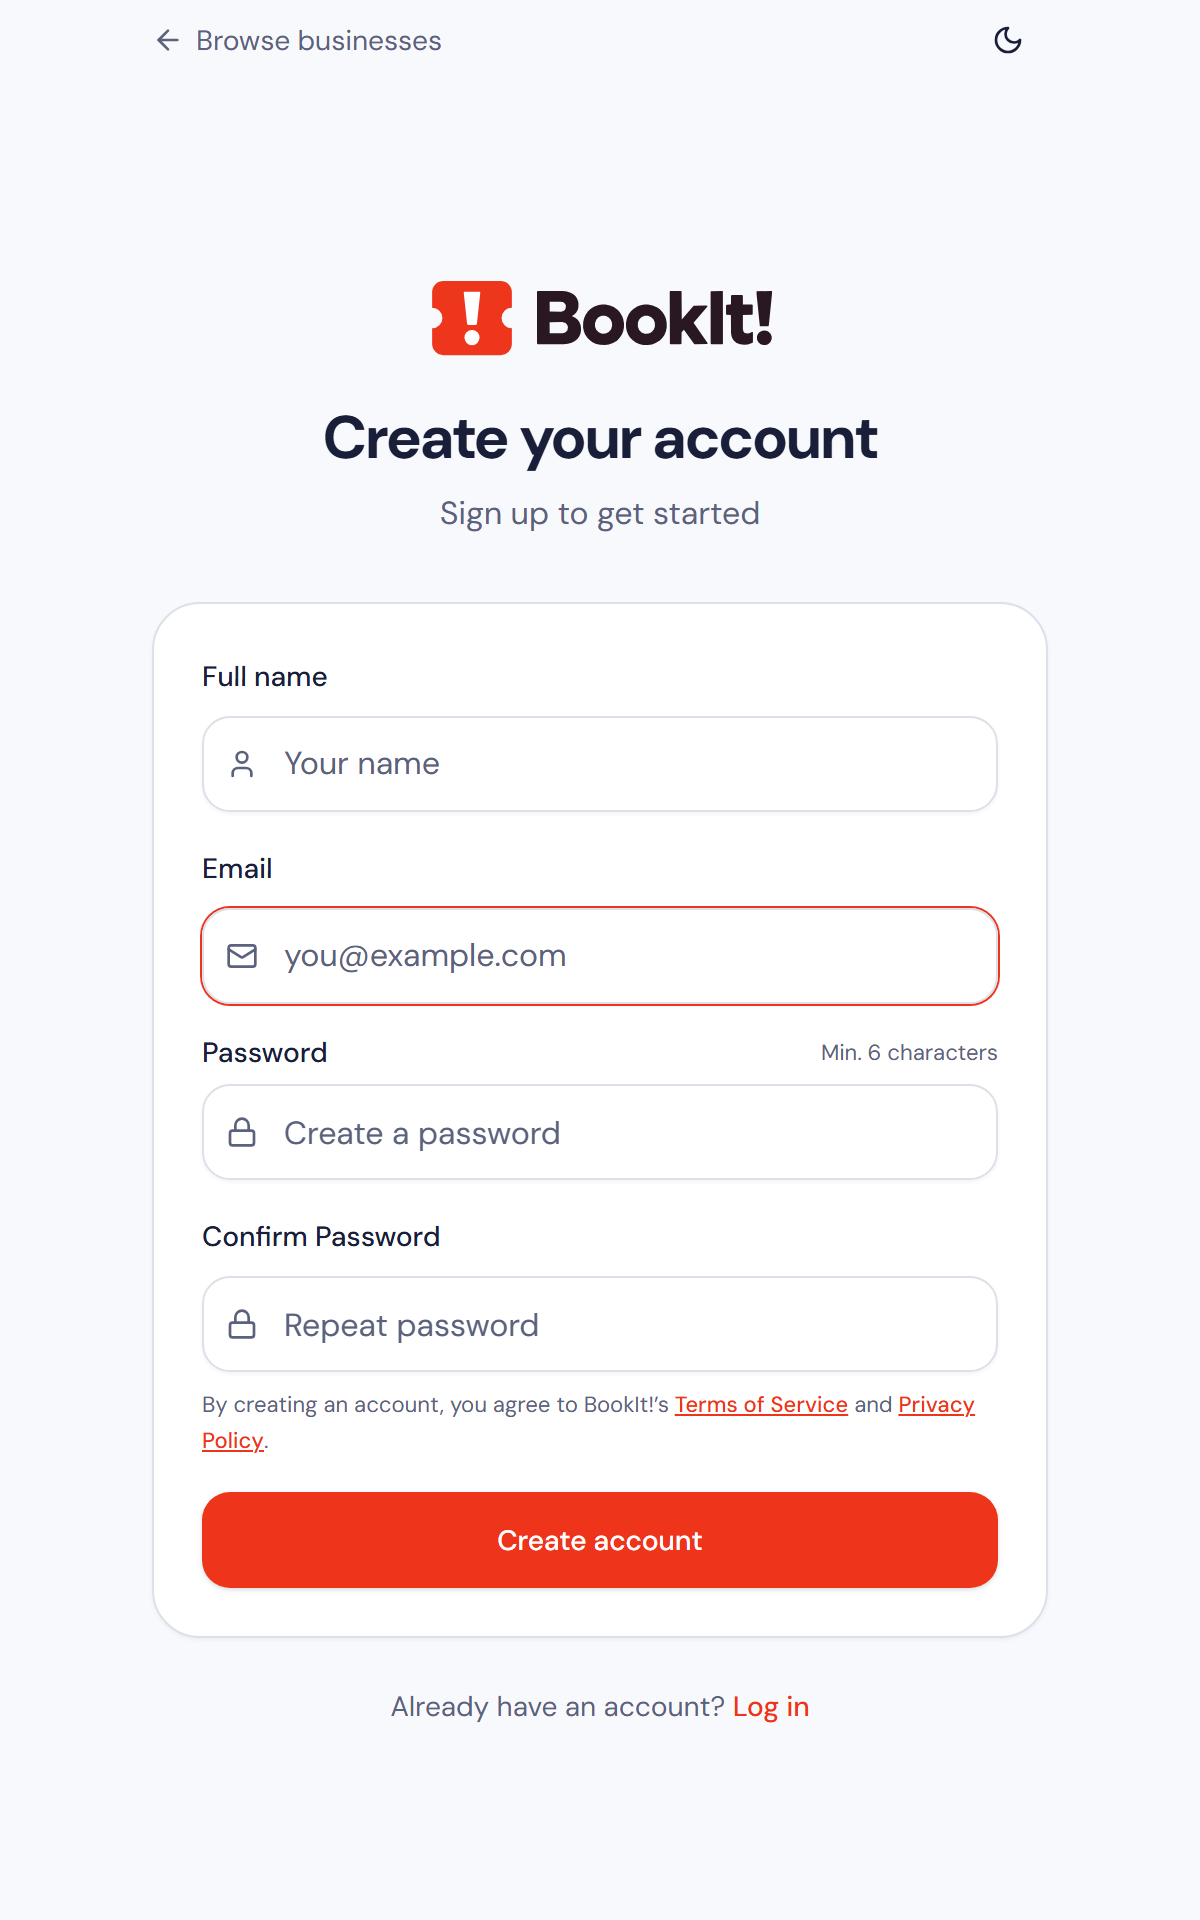 Browse businesses
! BookIt!
Create your account
Sign up to get started
Full name
Your name
Email
you@example.com
Password Min. 6 characters
Create a password
Confirm Password
Repeat password
By creating an account, you agree to BookIt!’s Terms of Service and Privacy
Policy.
Create account
Already have an account? Log in